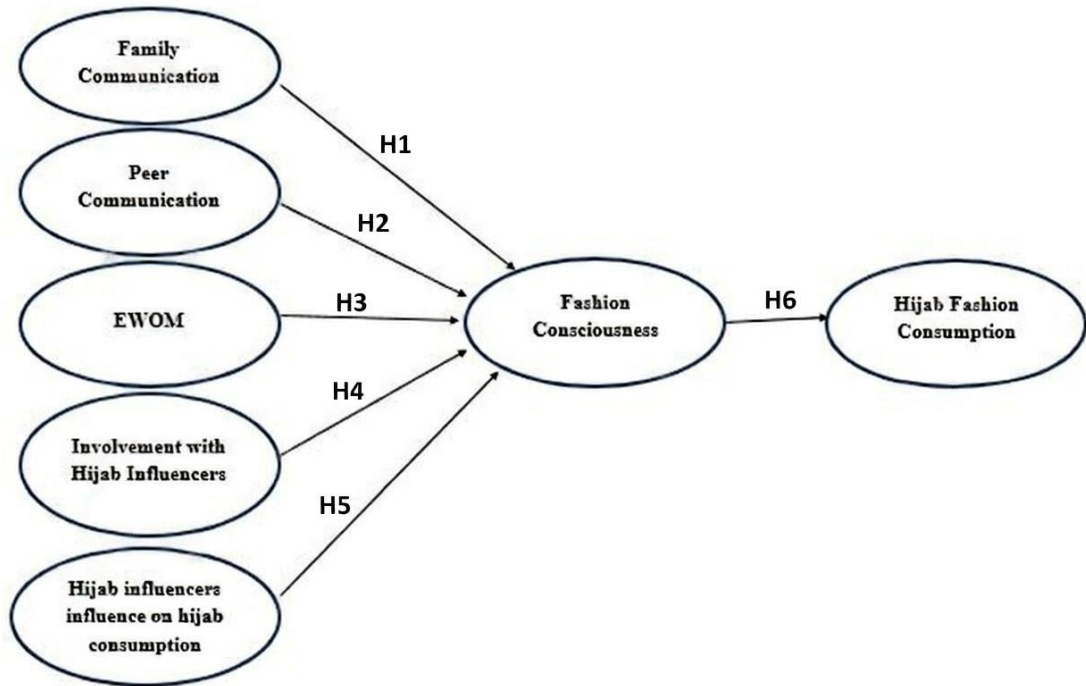 Family
Communication
H1
Peer
Communication
H2
EWOM
H3
Fashion
Consciousness
H6
Hijab Fashion
Consumption
Involvement with
Hijab Influencers
H4
Hijab influencers
influence on hijab
consumption
H5